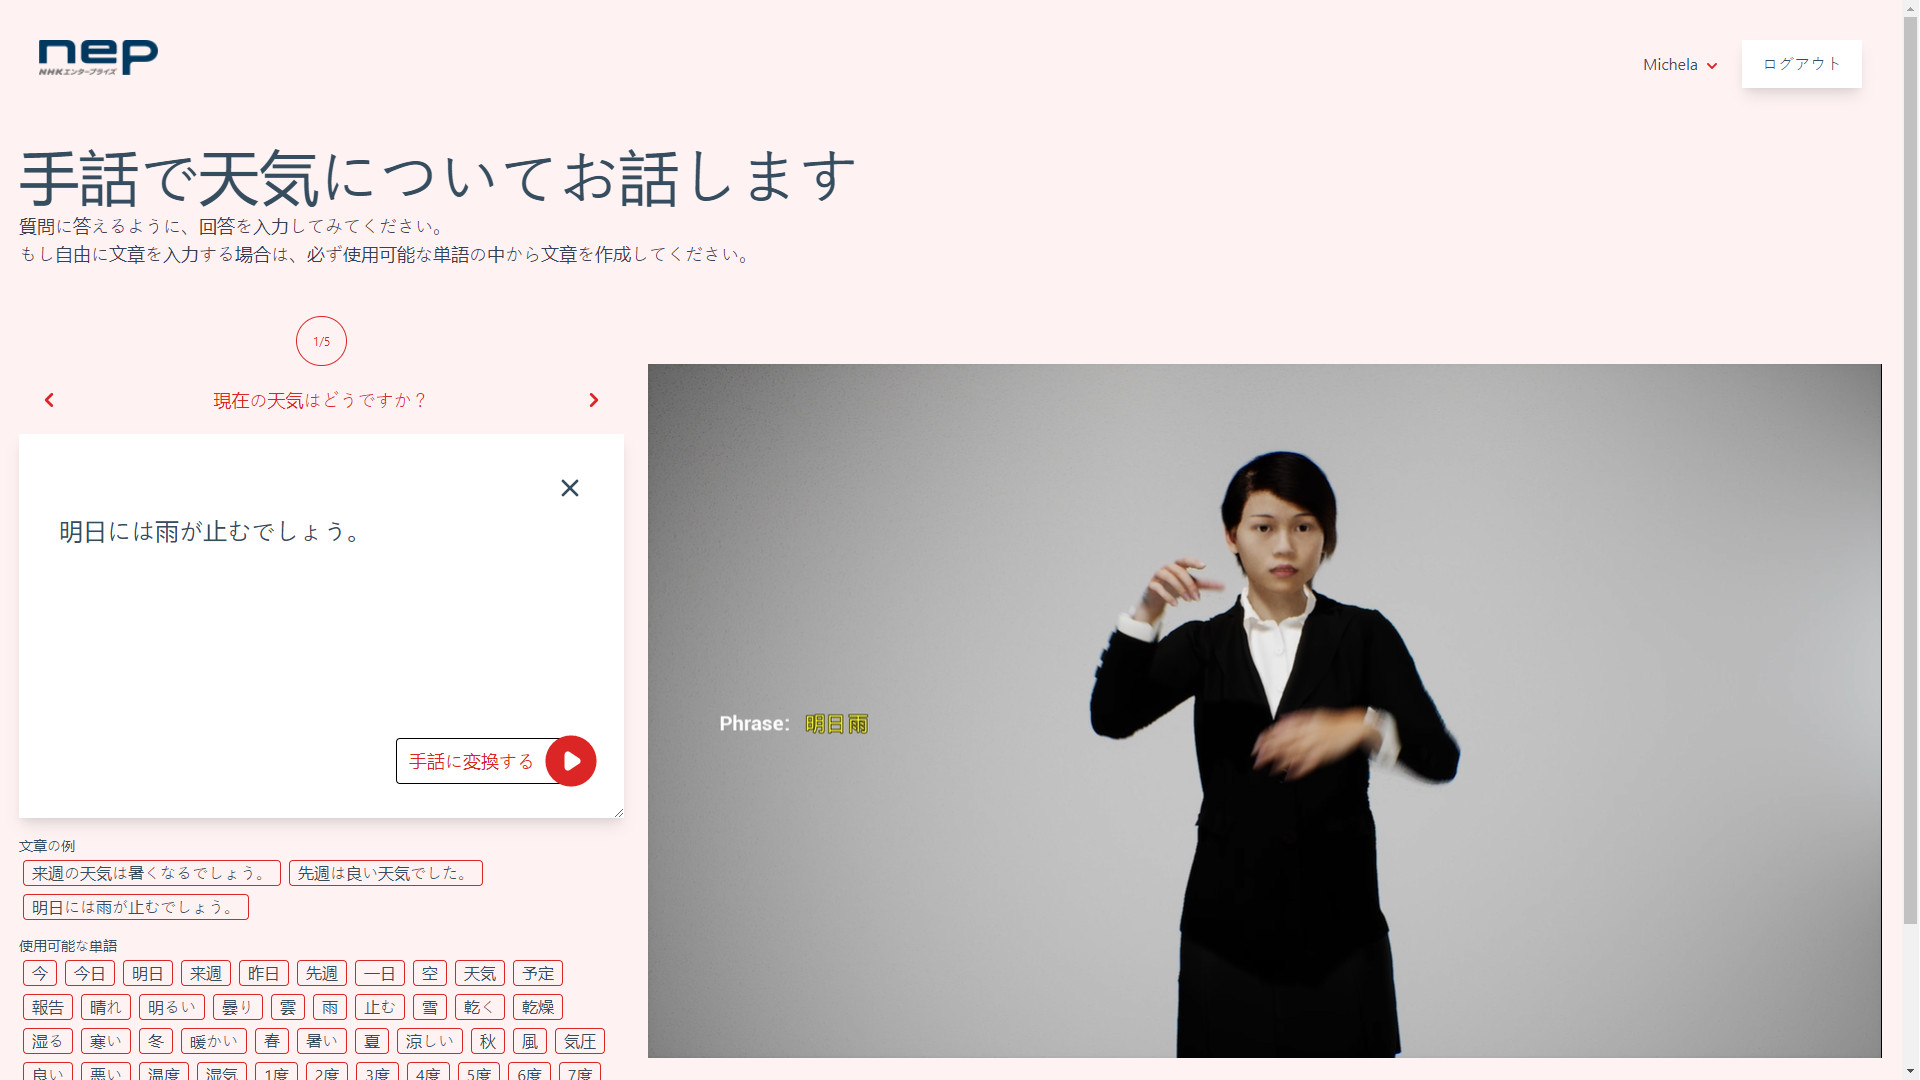 nep
NHKエンタープライズ
Michela
ログアウト
手話で天気についてお話します
質問に答えるように、回答を入力してみてください。
もし自由に文章を入力する場合は、必ず使用可能な単語の中から文章を作成してください。
1/5
現在の天気はどうですか？
明日には雨が止むでしょう。
手話に変換する
Phrase: 明日雨
文章の例
来週の天気は暑くなるでしょう。 先週は良い天気でした。
明日には雨が止むでしょう。
使用可能な単語
今 今日 明日 来週 昨日 先週 一日 空 天気 予定
報告 晴れ 明るい 曇り 雲 雨 止む 雪 乾く 乾燥
湿る 寒い 冬 暖かい 春 暑い 夏 涼しい 秋 風 気圧
良い 悪い 温度 湿気 1度 2度 3度 4度 5度 6度 7度